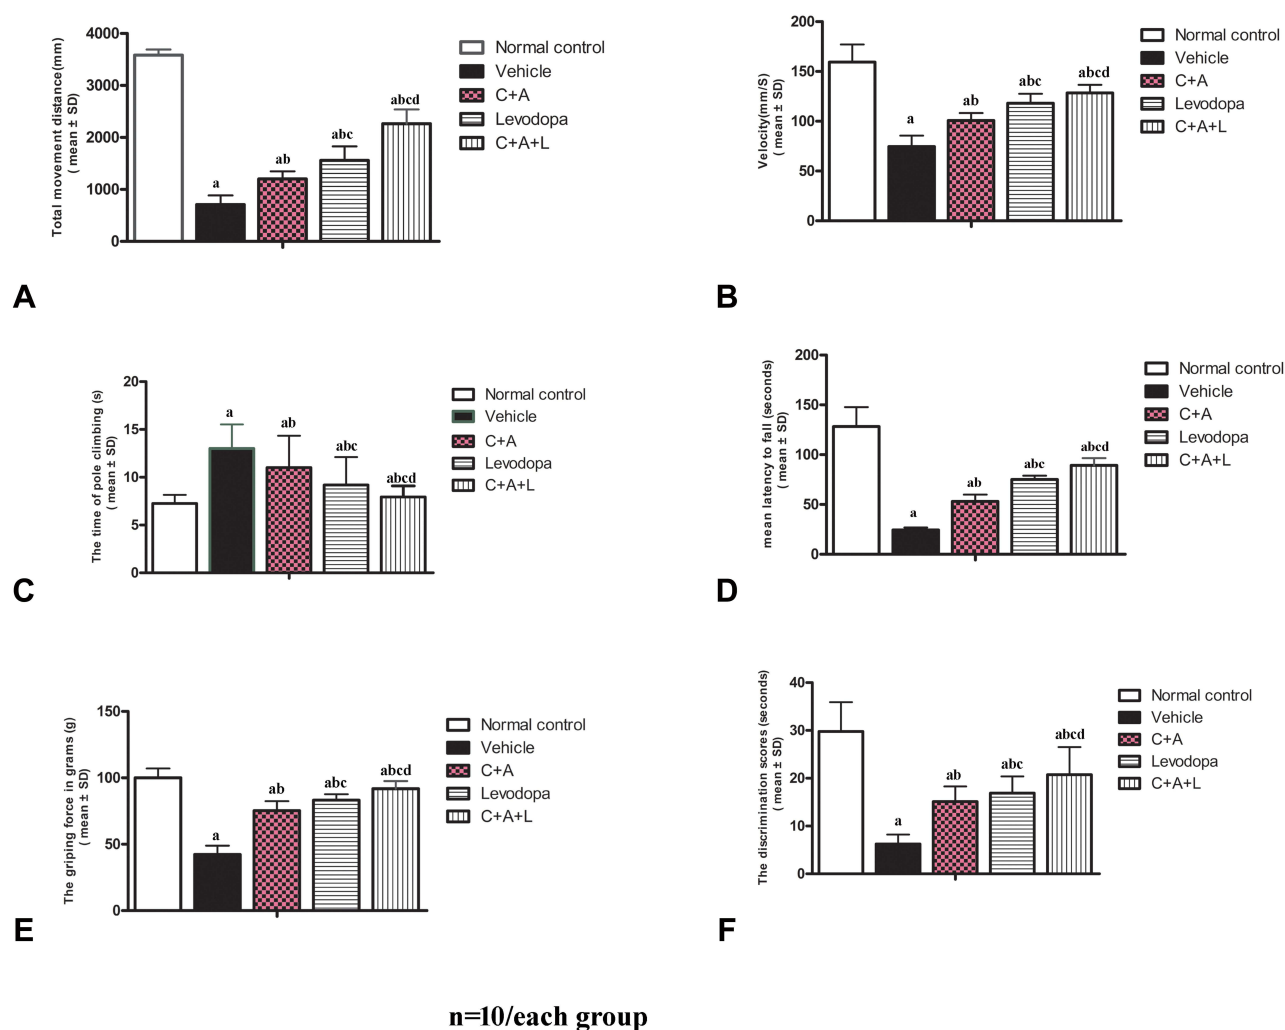 Total movement distance(mm)
( mean ± SD)
4000
3000
2000
1000
0
a
ab
abc
abcd
Normal control
Vehicle
C+A
Levodopa
C+A+L
A
Velocity(mm/S)
( mean ± SD)
200
150
100
50
0
a
ab
abc
abcd
Normal control
Vehicle
C+A
Levodopa
C+A+L
B
The time of pole climbing (s)
( mean ± SD)
20
15
10
5
0
a
ab
abc
abcd
Normal control
Vehicle
C+A
Levodopa
C+A+L
C
mean latency to fall (seconds)
( mean ± SD)
200
150
100
50
0
a
ab
abc
abcd
Normal control
Vehicle
C+A
Levodopa
C+A+L
D
The griping force in grams (g)
( mean ± SD)
150
100
50
0
a
ab
abc
abcd
Normal control
Vehicle
C+A
Levodopa
C+A+L
E
The discrimination scores (seconds)
( mean ± SD)
40
30
20
10
0
a
ab
abc
abcd
Normal control
Vehicle
C+A
Levodopa
C+A+L
F
n=10/each group